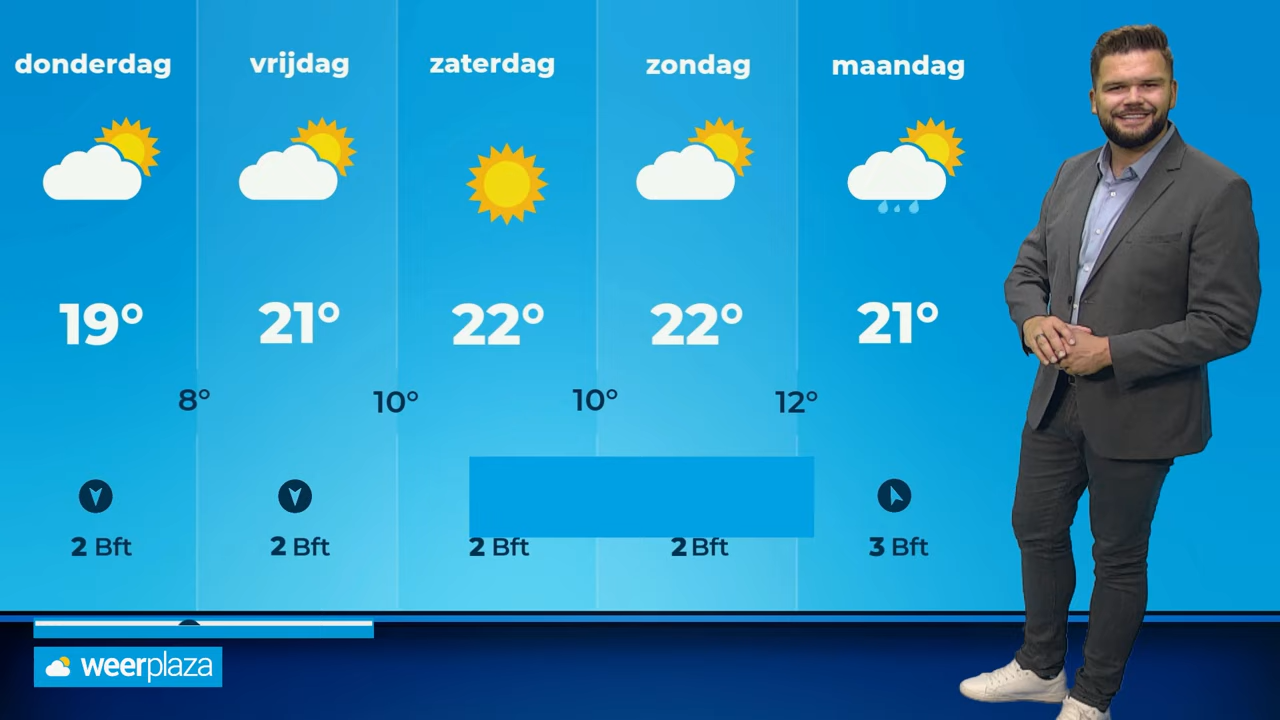 donderdag vrijdag zaterdag zondag maandag
19° 21° 22° 22° 21°
8° 10° 10° 12°
2 Bft 2 Bft 2 Bft 2 Bft 3 Bft
weerplaza